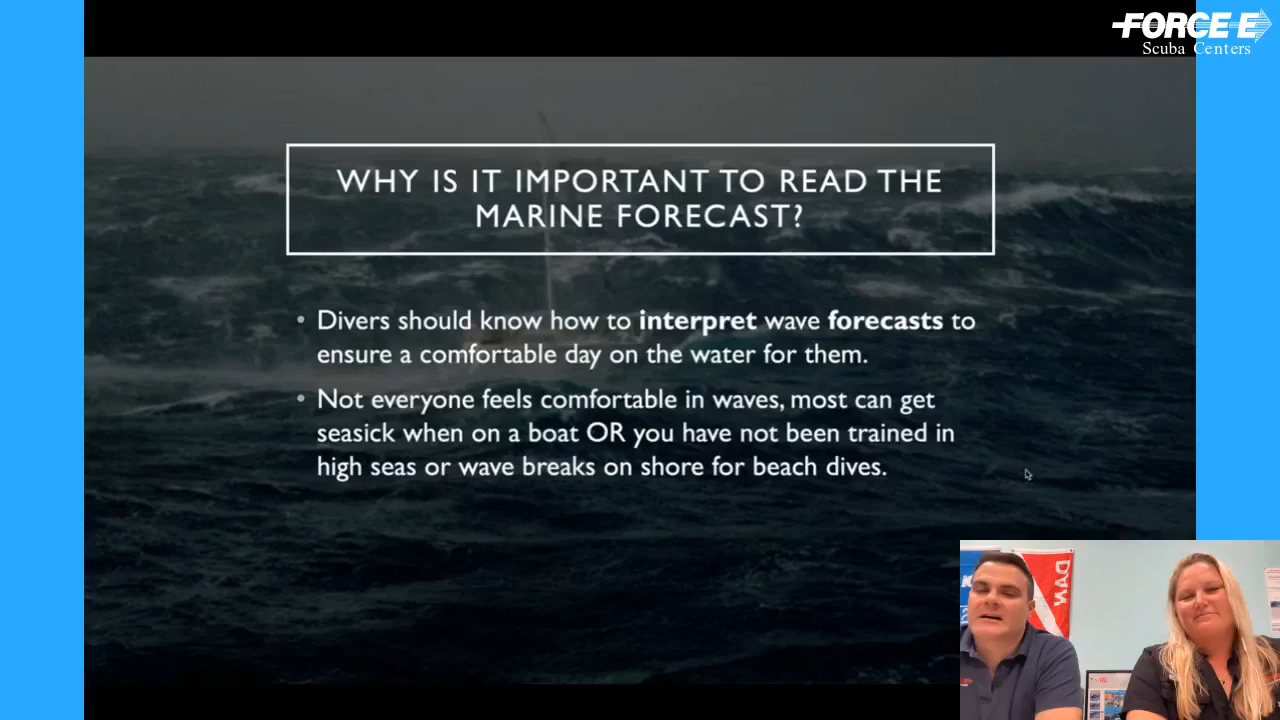 FORCE E
Scuba Centers
WHY IS IT IMPORTANT TO READ THE
MARINE FORECAST?
• Divers should know how to interpret wave forecasts to
ensure a comfortable day on the water for them.
• Not everyone feels comfortable in waves, most can get
seasick when on a boat OR you have not been trained in
high seas or wave breaks on shore for beach dives.
DAN